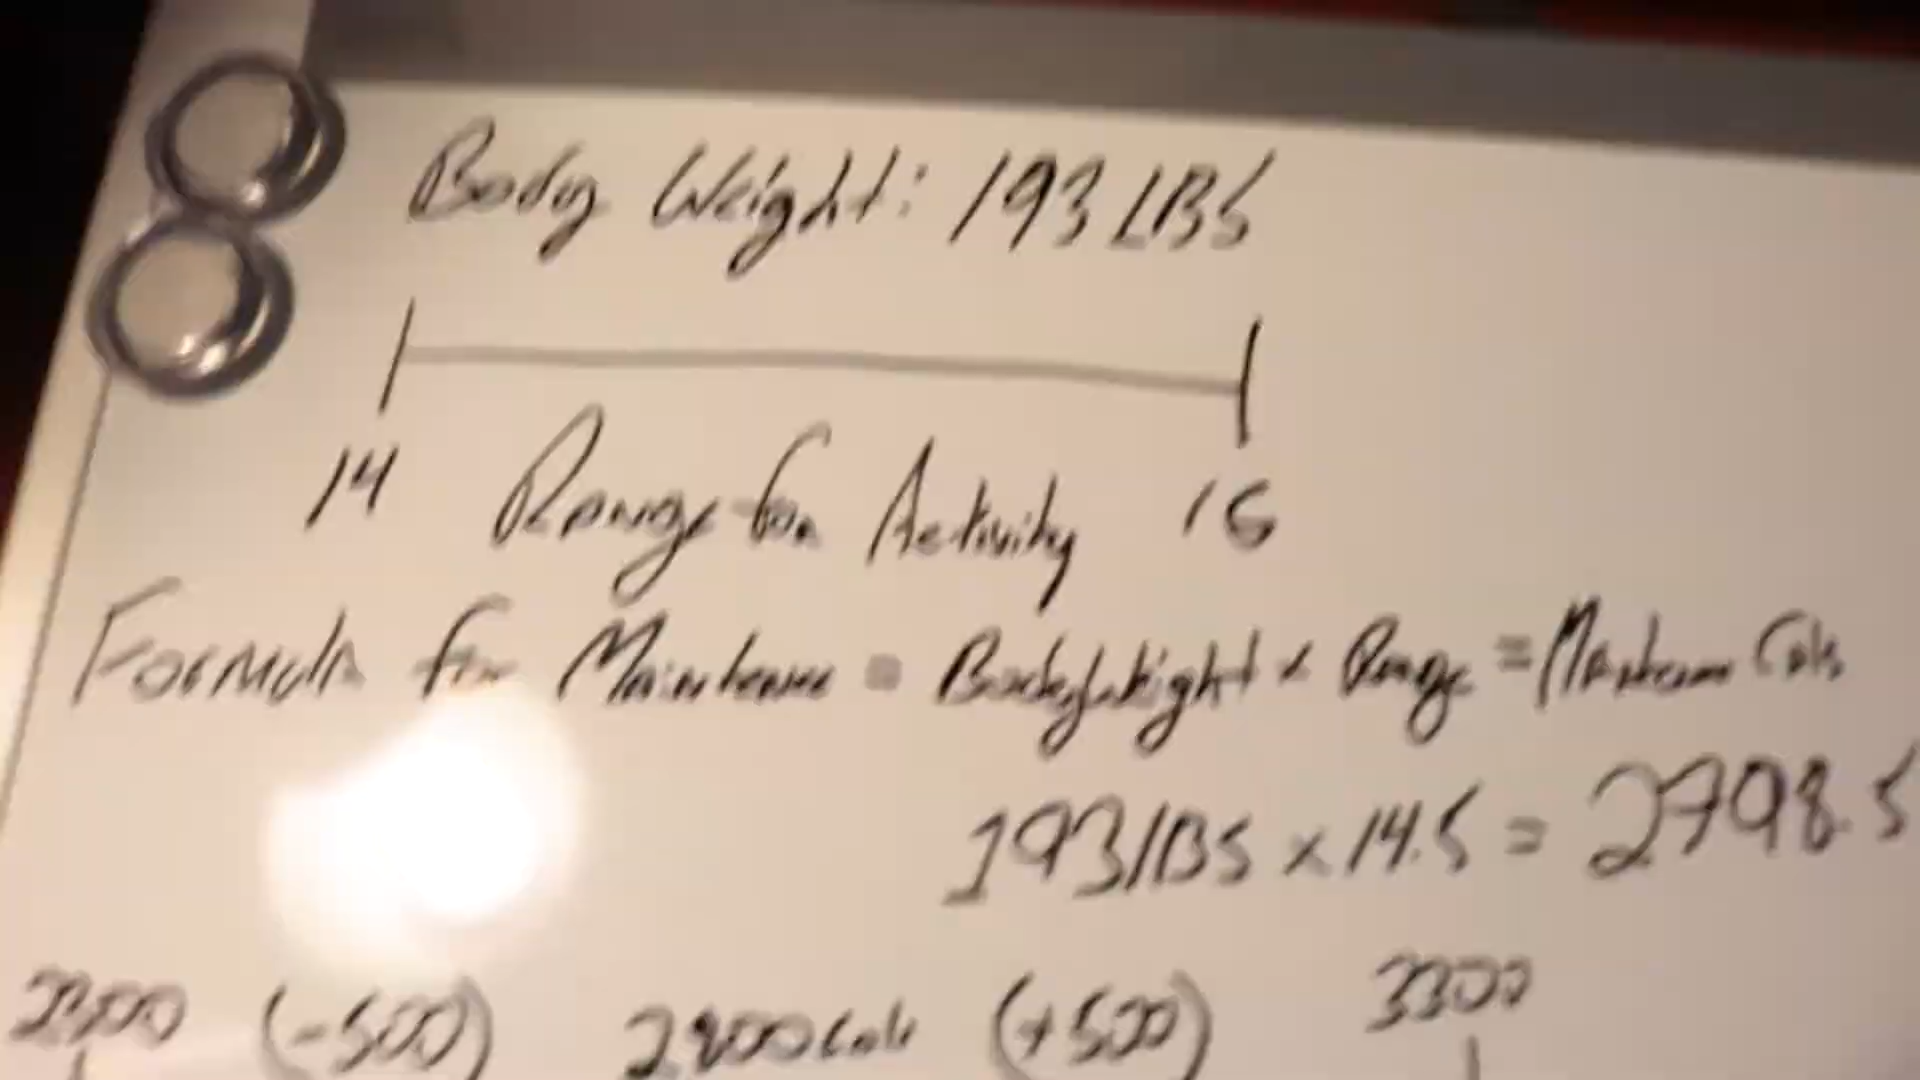 Body Weight: 193 LBS
14 Range for Activity 16
Formula for Maintenance = BodyWeight x Range = Maintenance Cals
193 LBS x 14.5 = 2798.5
2300 (-500) 2800 Cals (+500) 3300